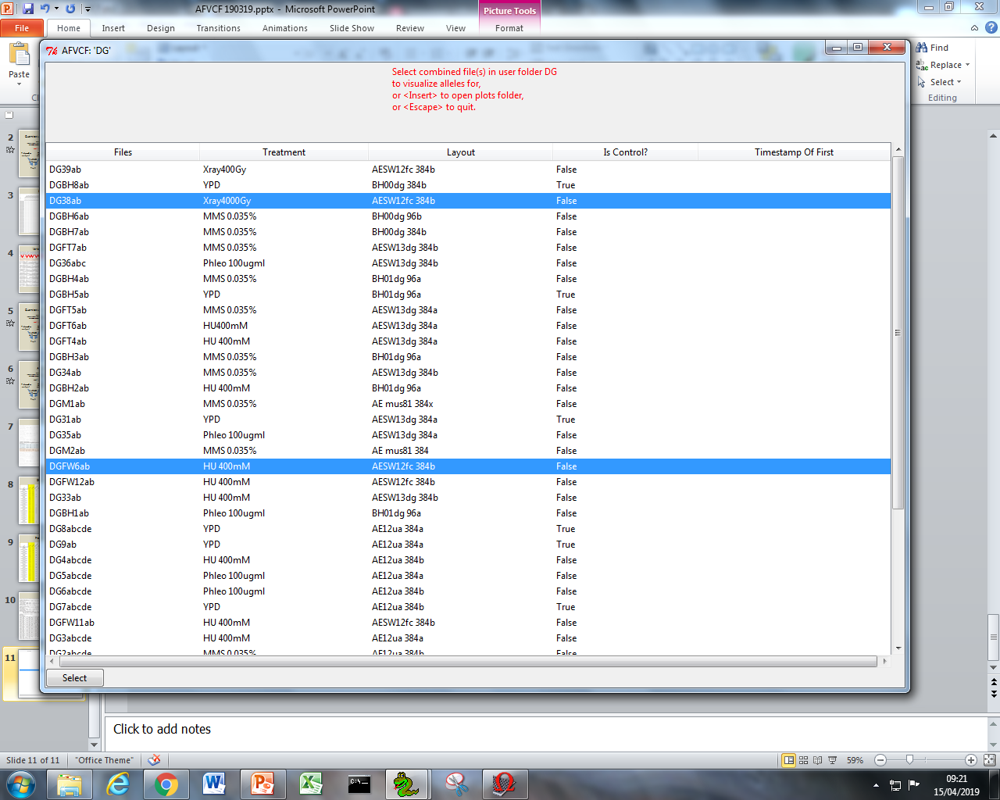 AFVCF 190319.pptx - Microsoft PowerPoint
Picture Tools
File Home Insert Design Transitions Animations Slide Show Review View Format
Paste
Find
Replace
Select
Editing
AFVCF: 'DG'
Select combined file(s) in user folder DG
to visualize alleles for,
or <Insert> to open plots folder,
or <Escape> to quit.
Files Treatment Layout Is Control? Timestamp Of First
DG39ab Xray400Gy AESW12fc 384b False
DGBH8ab YPD BH00dg 384b True
DG38ab Xray4000Gy AESW12fc 384b False
DGBH6ab MMS 0.035% BH00dg 96b False
DGBH7ab MMS 0.035% BH00dg 384b False
DGFT7ab MMS 0.035% AESW13dg 384b False
DG36abc Phleo 100ugml AESW13dg 384b False
DGBH4ab MMS 0.035% BH01dg 96a False
DGBH5ab YPD BH01dg 96a True
DGFT5ab MMS 0.035% AESW13dg 384a False
DGFT6ab HU400mM AESW13dg 384a False
DGFT4ab HU 400mM AESW13dg 384a False
DGBH3ab MMS 0.035% BH01dg 96a False
DG34ab MMS 0.035% AESW13dg 384b False
DGBH2ab HU 400mM BH01dg 96a False
DGM1ab MMS 0.035% AE mus81 384x False
DG31ab YPD AESW13dg 384a True
DG35ab Phleo 100ugml AESW13dg 384a False
DGM2ab MMS 0.035% AE mus81 384 False
DGFW6ab HU 400mM AESW12fc 384b False
DGFW12ab HU 400mM AESW12fc 384b False
DG33ab HU 400mM AESW13dg 384b False
DGBH1ab Phleo 100ugml BH01dg 96a False
DG8abcde YPD AE12ua 384a True
DG9ab YPD AE12ua 384a True
DG4abcde HU 400mM AE12ua 384b False
DG5abcde Phleo 100ugml AE12ua 384a False
DG6abcde Phleo 100ugml AE12ua 384b False
DG7abcde YPD AE12ua 384b True
DGFW11ab HU 400mM AESW12fc 384b False
DG3abcde HU 400mM AE12ua 384a False
DG2abcde MMS 0.035% AE12ua 384b False
Select
2
3
4
5
6
7
8
9
10
11
Click to add notes
Slide 11 of 11 "Office Theme" 59%
09:21
15/04/2019